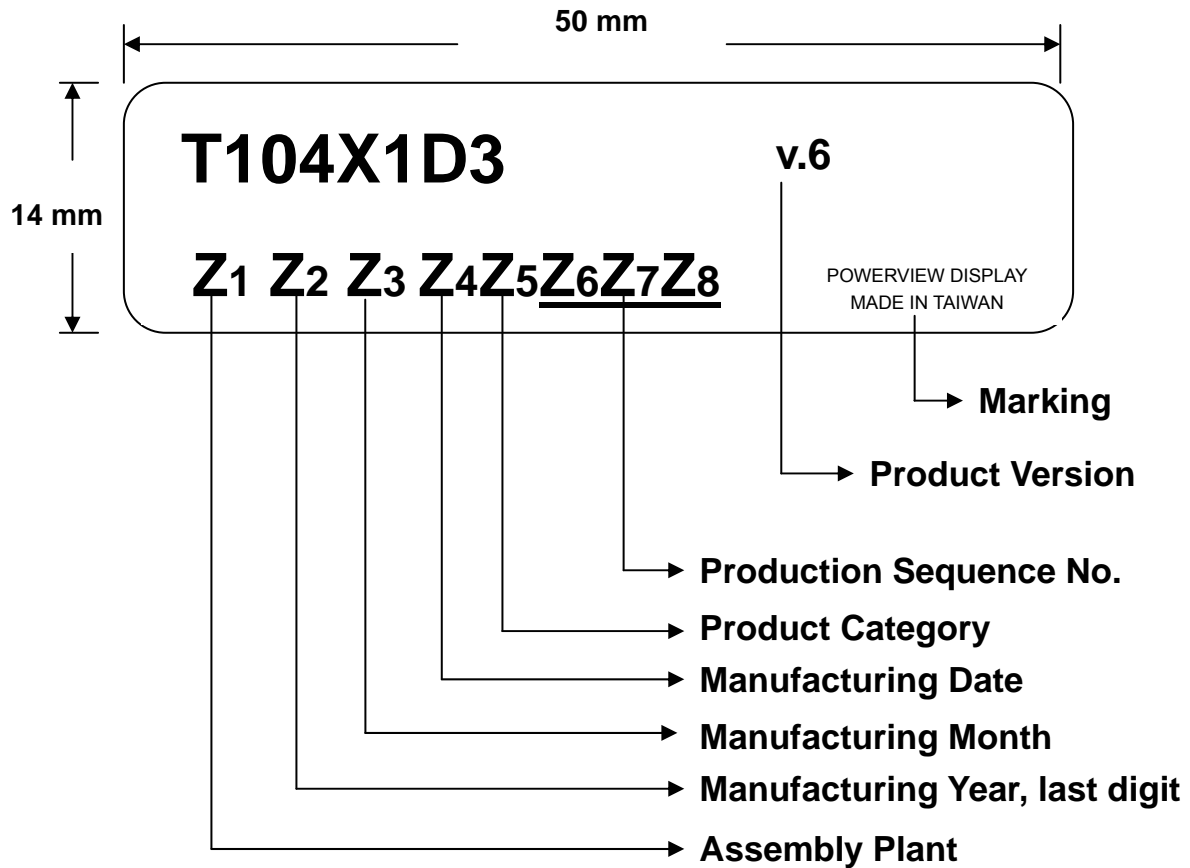 50 mm
T104X1D3
v.6
14 mm
Z1 Z2 Z3 Z4Z5Z6Z7Z8
POWERVIEW DISPLAY
MADE IN TAIWAN
Marking
Product Version
Production Sequence No.
Product Category
Manufacturing Date
Manufacturing Month
Manufacturing Year, last digit
Assembly Plant